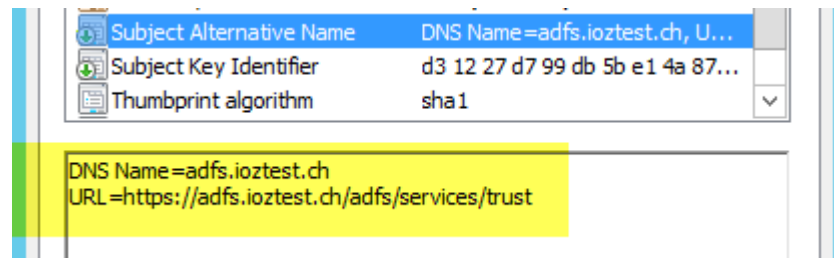 Subject Alternative Name DNS Name=adfs.ioztest.ch, U...
Subject Key Identifier d3 12 27 d7 99 db 5b e1 4a 87...
Thumbprint algorithm sha1
DNS Name=adfs.ioztest.ch
URL=https://adfs.ioztest.ch/adfs/services/trust